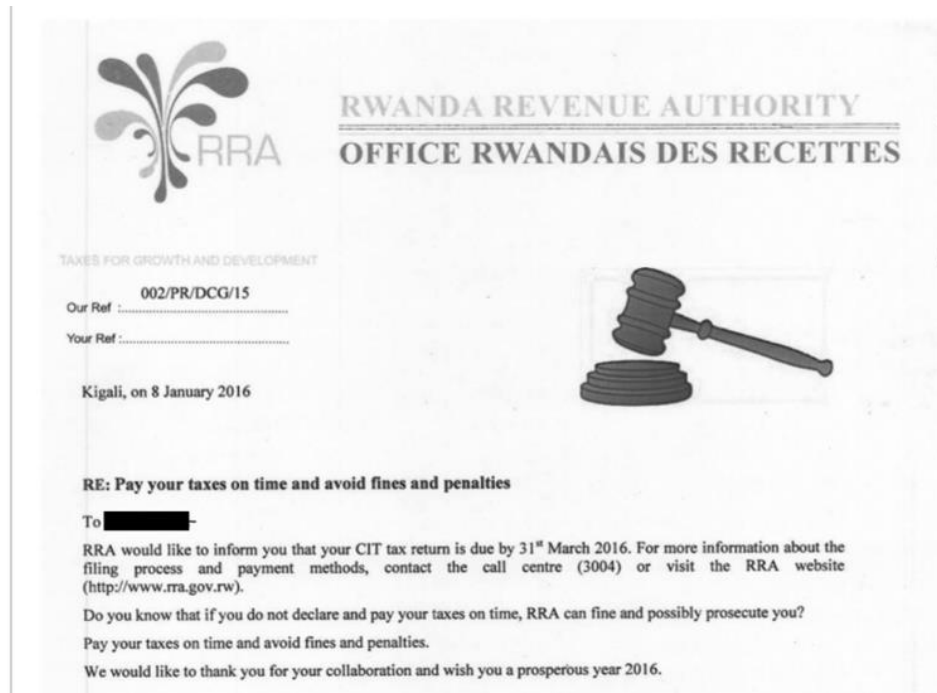 RRA
RWANDA REVENUE AUTHORITY
OFFICE RWANDAIS DES RECETTES
TAXES FOR GROWTH AND DEVELOPMENT
002/PR/DCG/15
Our Ref :
Your Ref :
Kigali, on 8 January 2016
RE: Pay your taxes on time and avoid fines and penalties
To
RRA would like to inform you that your CIT tax return is due by 31st March 2016. For more information about the
filing process and payment methods, contact the call centre (3004) or visit the RRA website
(http://www.rra.gov.rw).
Do you know that if you do not declare and pay your taxes on time, RRA can fine and possibly prosecute you?
Pay your taxes on time and avoid fines and penalties.
We would like to thank you for your collaboration and wish you a prosperous year 2016.